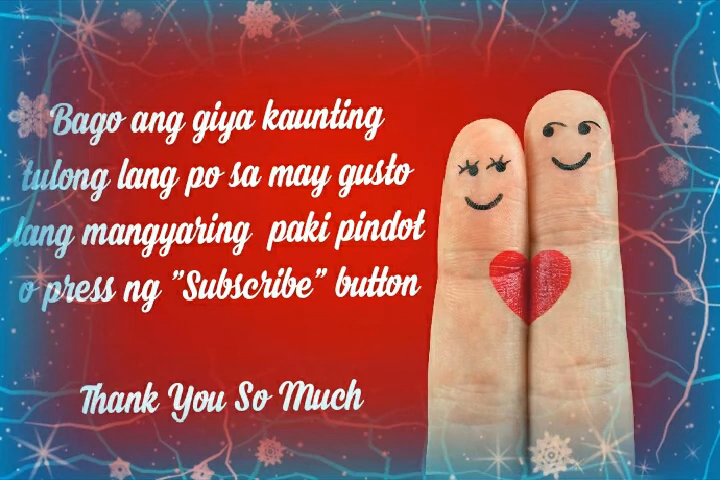 Bago ang giya kaunting
tulong lang po sa may gusto
lang mangyaring paki pindot
o press ng "Subscribe" button
Thank You So Much